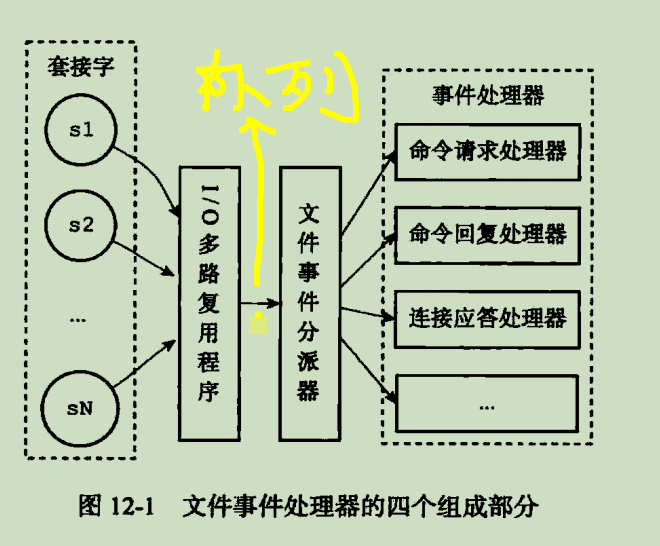 套接字
s1
s2
...
sN
I/O多路复用程序
队列
文件事件分派器
事件处理器
命令请求处理器
命令回复处理器
连接应答处理器
...
图 12-1 文件事件处理器的四个组成部分